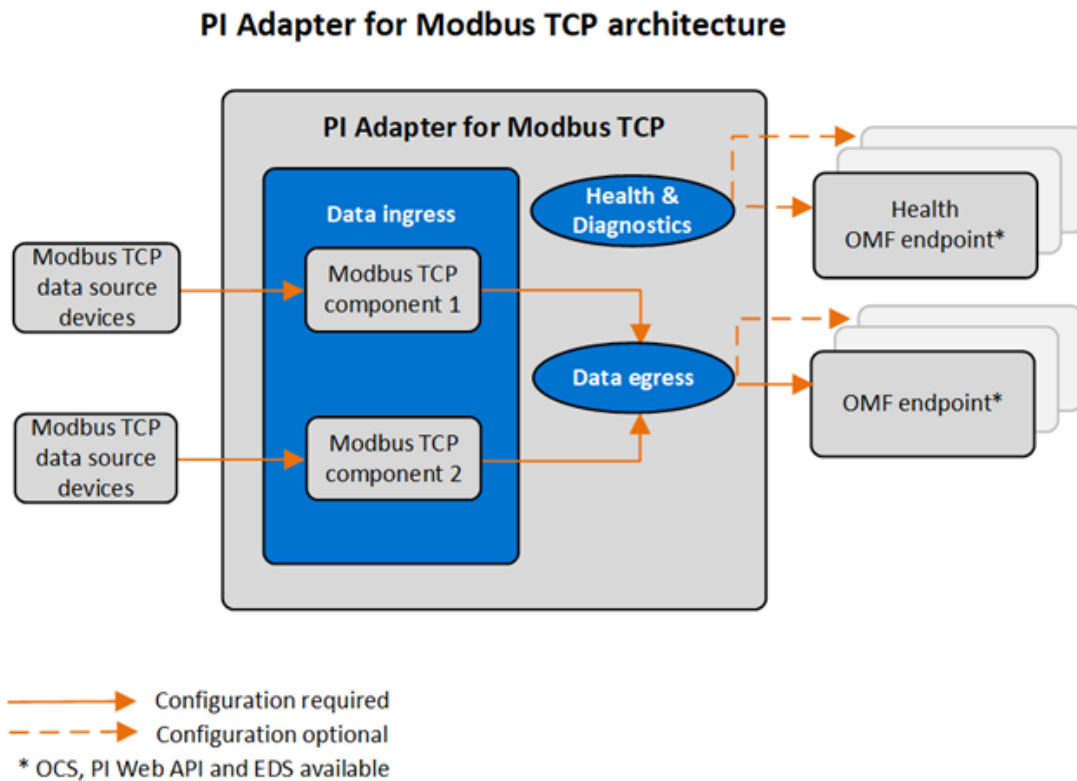 PI Adapter for Modbus TCP architecture
PI Adapter for Modbus TCP
Data ingress
Health &
Diagnostics
Health
OMF endpoint*
Modbus TCP
data source
devices
Modbus TCP
component 1
Data egress
OMF endpoint*
Modbus TCP
data source
devices
Modbus TCP
component 2
Configuration required
Configuration optional
* OCS, PI Web API and EDS available